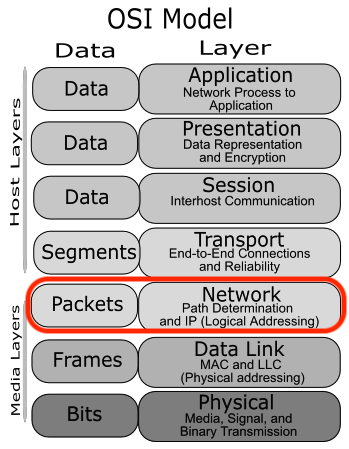 OSI Model
Data
Layer
Host Layers
Data
Application
Network Process to
Application
Data
Presentation
Data Representation
and Encryption
Data
Session
Interhost Communication
Segments
Transport
End-to-End Connections
and Reliability
Media Layers
Packets
Network
Path Determination
and IP (Logical Addressing)
Frames
Data Link
MAC and LLC
(Physical addressing)
Bits
Physical
Media, Signal, and
Binary Transmission